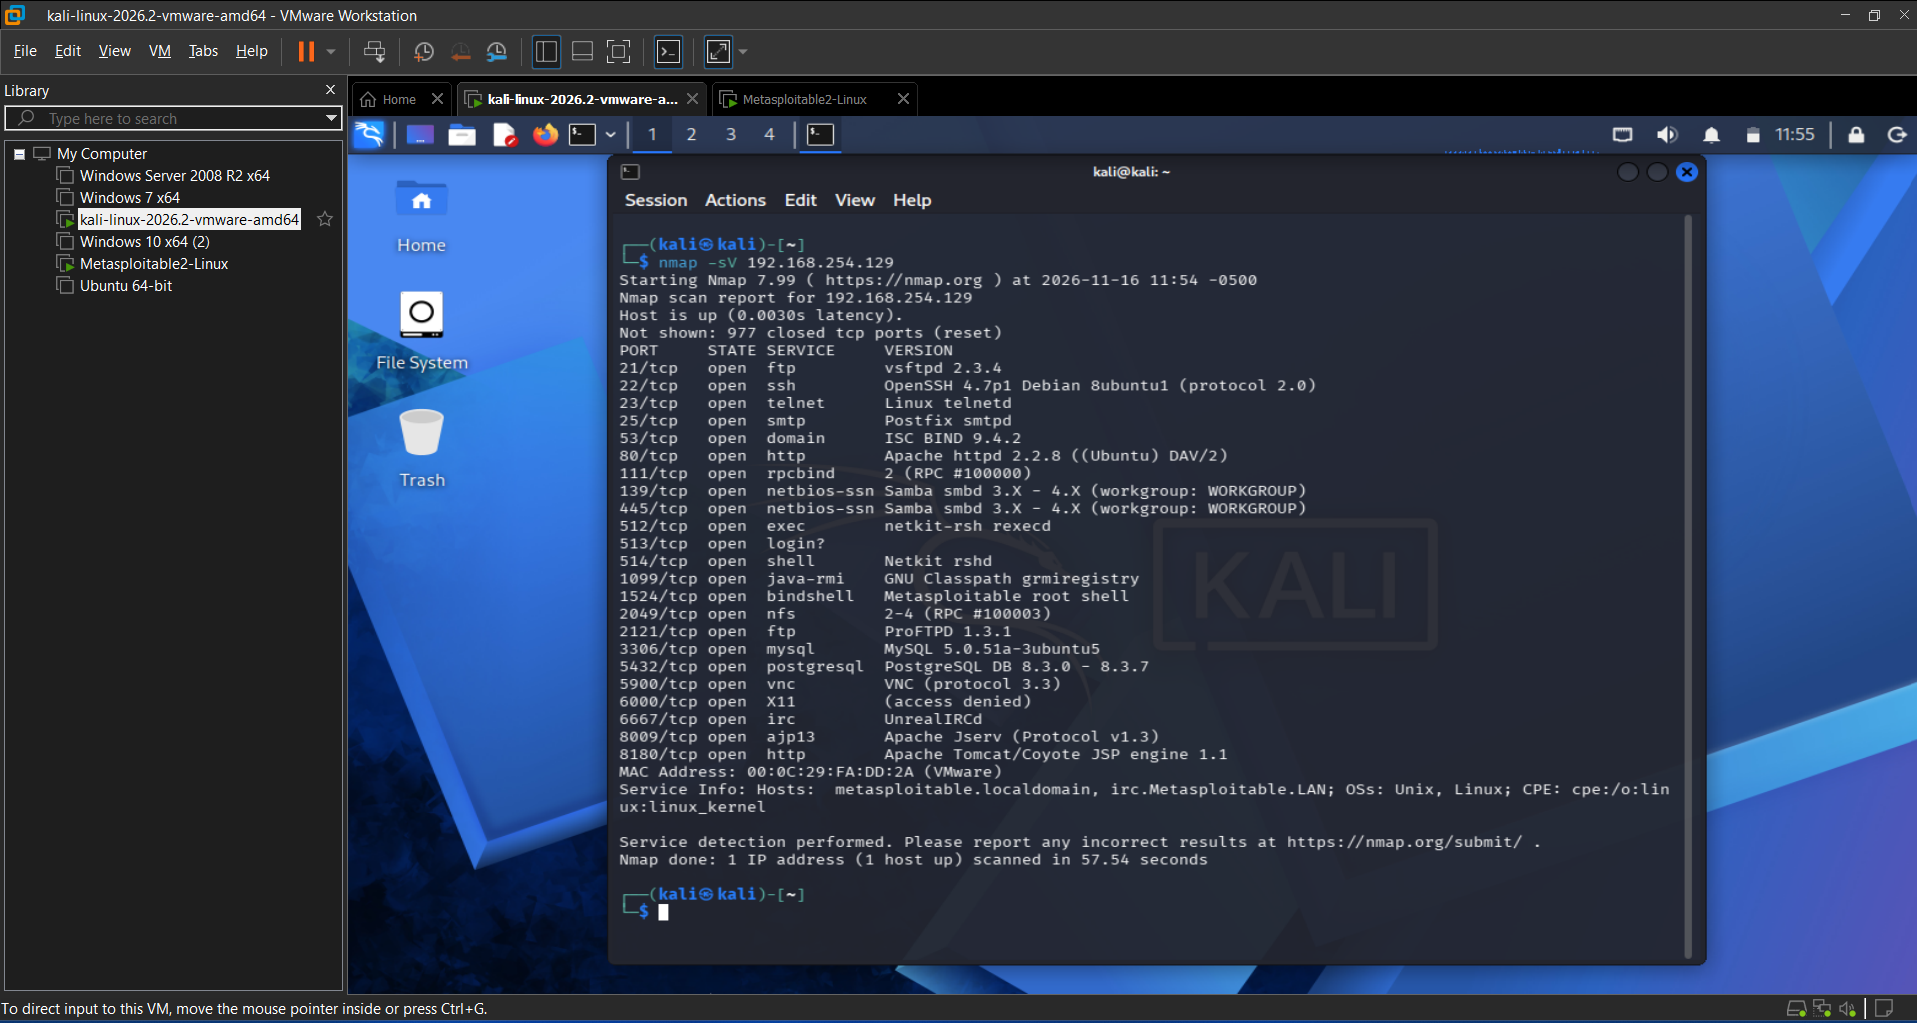 kali-linux-2026.2-vmware-amd64 - VMware Workstation
File Edit View VM Tabs Help
Library
Type here to search
My Computer
Windows Server 2008 R2 x64
Windows 7 x64
kali-linux-2026.2-vmware-amd64
Windows 10 x64 (2)
Metasploitable2-Linux
Ubuntu 64-bit
Home kali-linux-2026.2-vmware-a... Metasploitable2-Linux
1 2 3 4 11:55
Home
File System
Trash
kali@kali: ~
Session Actions Edit View Help
┌──(kali㉿kali)-[~]
└─$ nmap -sV 192.168.254.129
Starting Nmap 7.99 ( https://nmap.org ) at 2026-11-16 11:54 -0500
Nmap scan report for 192.168.254.129
Host is up (0.0030s latency).
Not shown: 977 closed tcp ports (reset)
PORT STATE SERVICE VERSION
21/tcp open ftp vsftpd 2.3.4
22/tcp open ssh OpenSSH 4.7p1 Debian 8ubuntu1 (protocol 2.0)
23/tcp open telnet Linux telnetd
25/tcp open smtp Postfix smtpd
53/tcp open domain ISC BIND 9.4.2
80/tcp open http Apache httpd 2.2.8 ((Ubuntu) DAV/2)
111/tcp open rpcbind 2 (RPC #100000)
139/tcp open netbios-ssn Samba smbd 3.X - 4.X (workgroup: WORKGROUP)
445/tcp open netbios-ssn Samba smbd 3.X - 4.X (workgroup: WORKGROUP)
512/tcp open exec netkit-rsh rexecd
513/tcp open login?
514/tcp open shell Netkit rshd
1099/tcp open java-rmi GNU Classpath grmiregistry
1524/tcp open bindshell Metasploitable root shell
2049/tcp open nfs 2-4 (RPC #100003)
2121/tcp open ftp ProFTPD 1.3.1
3306/tcp open mysql MySQL 5.0.51a-3ubuntu5
5432/tcp open postgresql PostgreSQL DB 8.3.0 - 8.3.7
5900/tcp open vnc VNC (protocol 3.3)
6000/tcp open X11 (access denied)
6667/tcp open irc UnrealIRCd
8009/tcp open ajp13 Apache Jserv (Protocol v1.3)
8180/tcp open http Apache Tomcat/Coyote JSP engine 1.1
MAC Address: 00:0C:29:FA:DD:2A (VMware)
Service Info: Hosts:  metasploitable.localdomain, irc.Metasploitable.LAN; OSs: Unix, Linux; CPE: cpe:/o:lin
ux:linux_kernel
Service detection performed. Please report any incorrect results at https://nmap.org/submit/ .
Nmap done: 1 IP address (1 host up) scanned in 57.54 seconds
┌──(kali㉿kali)-[~]
└─$
KALI
To direct input to this VM, move the mouse pointer inside or press Ctrl+G.